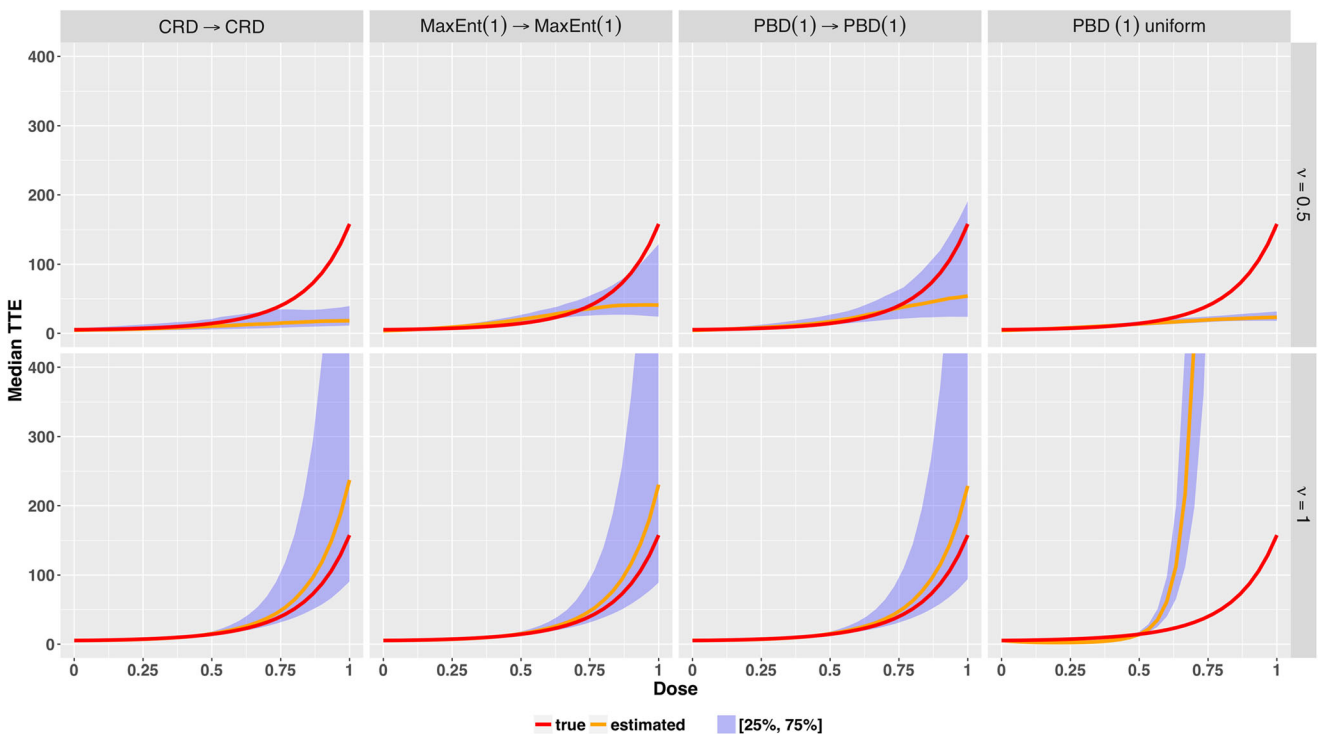 CRD → CRD
MaxEnt(1) → MaxEnt(1)
PBD(1) → PBD(1)
PBD (1) uniform
400
300
200
100
0
ν = 0.5
400
300
200
100
0
ν = 1
Median TTE
0 0.25 0.5 0.75 1
0 0.25 0.5 0.75 1
0 0.25 0.5 0.75 1
0 0.25 0.5 0.75 1
Dose
true estimated [25%, 75%]